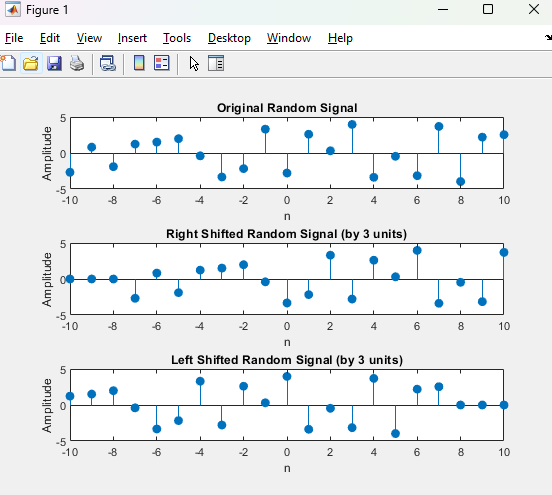 Figure 1
File Edit View Insert Tools Desktop Window Help
Original Random Signal
5
0
-5
Amplitude
-10 -8 -6 -4 -2 0 2 4 6 8 10
n
Right Shifted Random Signal (by 3 units)
5
0
-5
Amplitude
-10 -8 -6 -4 -2 0 2 4 6 8 10
n
Left Shifted Random Signal (by 3 units)
5
0
-5
Amplitude
-10 -8 -6 -4 -2 0 2 4 6 8 10
n